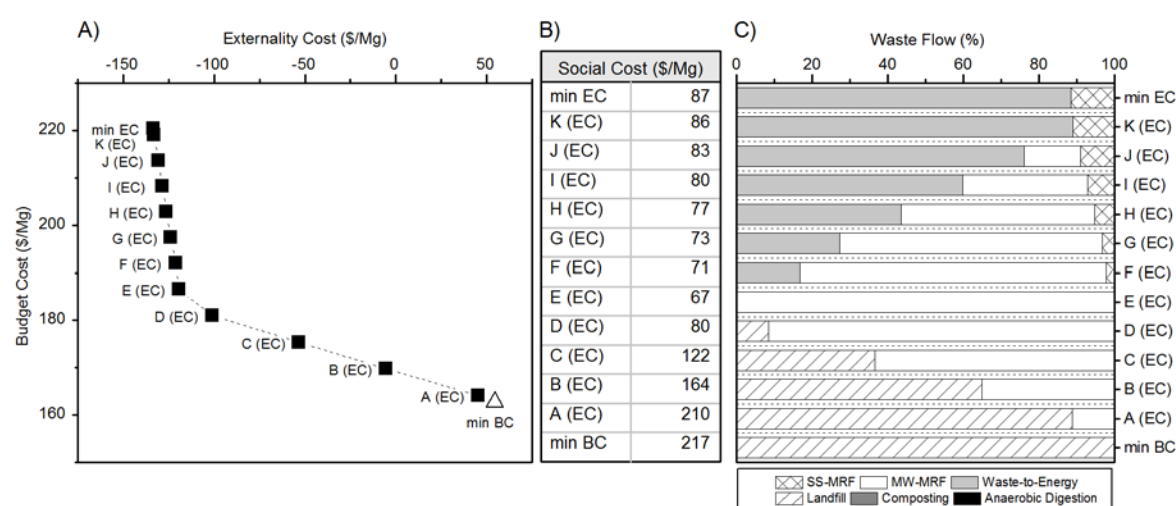 A)
Externality Cost ($/Mg)
-150 -100 -50 0 50
Budget Cost ($/Mg)
220
200
180
160
min EC
K (EC)
J (EC)
I (EC)
H (EC)
G (EC)
F (EC)
E (EC)
D (EC)
C (EC)
B (EC)
A (EC)
min BC
B)
Social Cost ($/Mg)
min EC 87
K (EC) 86
J (EC) 83
I (EC) 80
H (EC) 77
G (EC) 73
F (EC) 71
E (EC) 67
D (EC) 80
C (EC) 122
B (EC) 164
A (EC) 210
min BC 217
C)
Waste Flow (%)
0 20 40 60 80 100
min EC
K (EC)
J (EC)
I (EC)
H (EC)
G (EC)
F (EC)
E (EC)
D (EC)
C (EC)
B (EC)
A (EC)
min BC
SS-MRF MW-MRF Waste-to-Energy
Landfill Composting Anaerobic Digestion